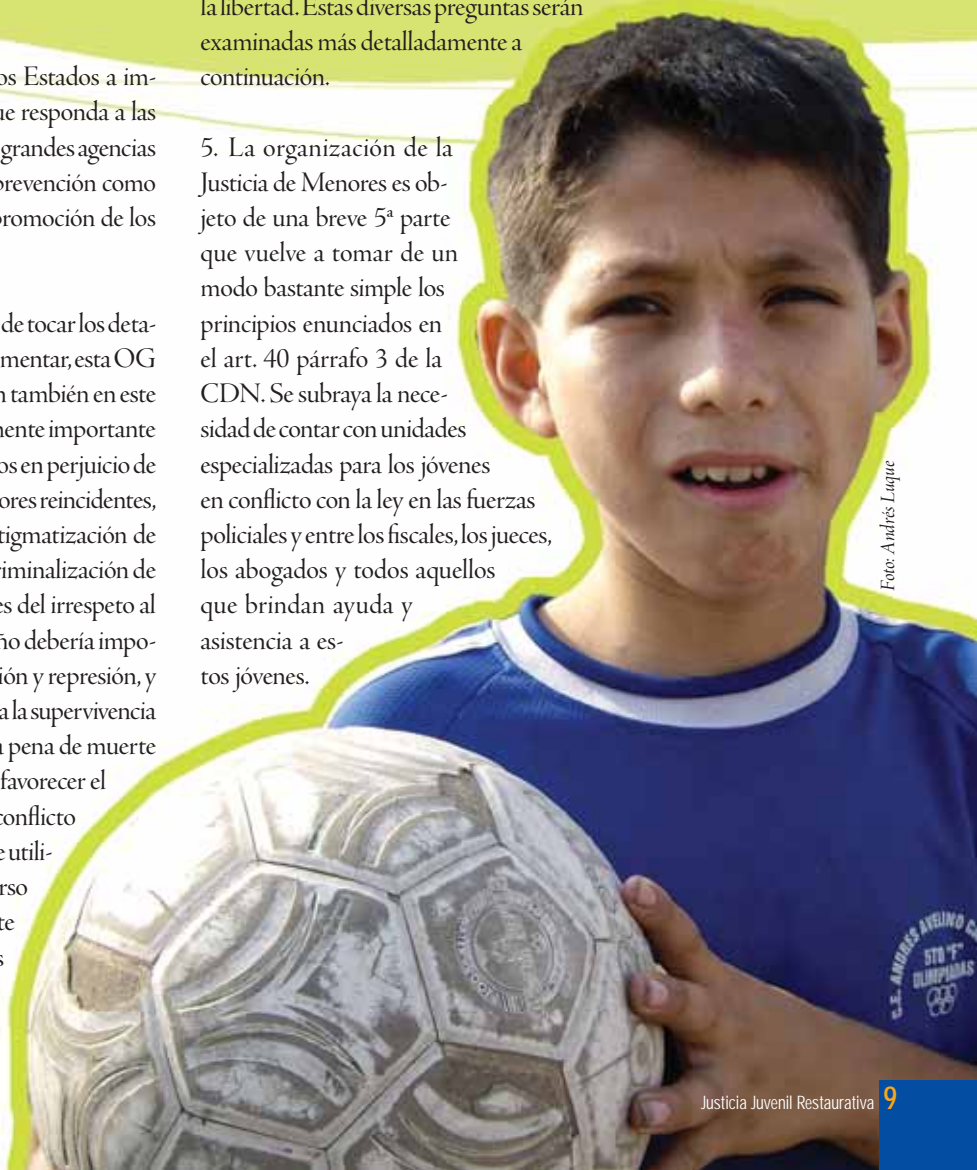 os Estados a im-
ue responda a las
grandes agencias
prevención como
promoción de los
de tocar los deta-
mentar, esta OG
n también en este
mente importante
os en perjuicio de
ores reincidentes,
tigmatización de
riminalización de
es del irrespeto al
ño debería impo-
ión y represión, y
a la supervivencia
a pena de muerte
favorecer el
conflicto
e utili-
rso
te
s
la libertad. Estas diversas preguntas serán
examinadas más detalladamente a
continuación.
5. La organización de la
Justicia de Menores es ob-
jeto de una breve 5ª parte
que vuelve a tomar de un
modo bastante simple los
principios enunciados en
el art. 40 párrafo 3 de la
CDN. Se subraya la nece-
sidad de contar con unidades
especializadas para los jóvenes
en conflicto con la ley en las fuerzas
policiales y entre los fiscales, los jueces,
los abogados y todos aquellos
que brindan ayuda y
asistencia a es-
tos jóvenes.
Foto: Andrés Luque
C.E. ANDRES AVELINO C
5TO "F"
OLIMPIADAS
Justicia Juvenil Restaurativa 9